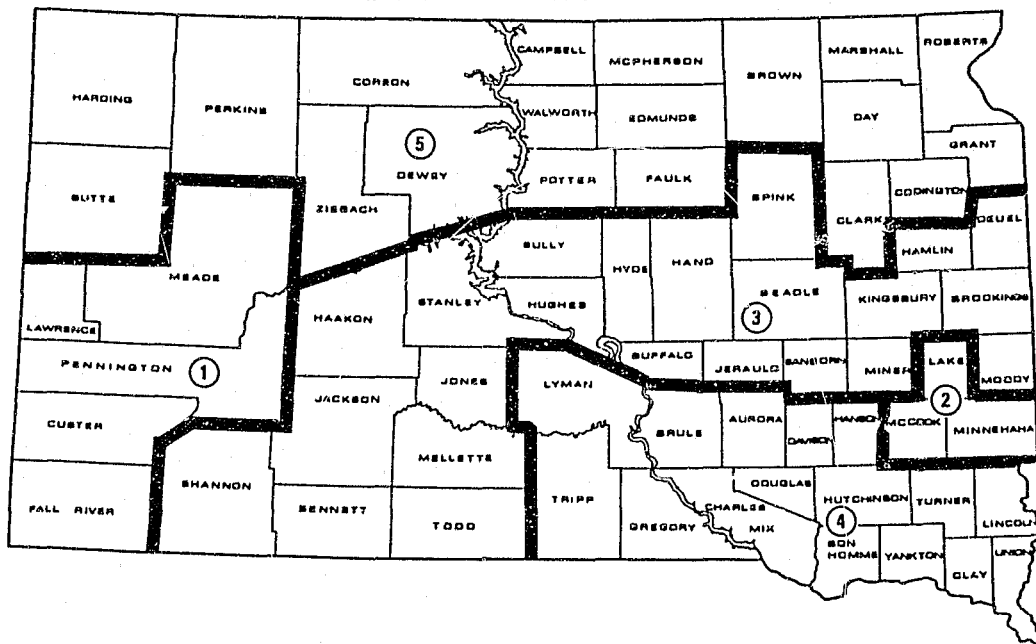 CAMPBELL
MCPHERSON
BROWN
MARSHALL
ROBERTS
HARDING
PERKINS
CORSON
WALWORTH
EDMUNDS
DAY
GRANT
5
DEWEY
BUTTE
ZIEBACH
POTTER
FAULK
SPINK
CLARK
CODINGTON
DEUEL
HAMLIN
MEADE
SULLY
HYDE
HAND
STANLEY
HUGHES
BEADLE
3
KINGSBURY
BROOKINGS
LAWRENCE
HAAKON
BUFFALO
JERAULD
SANBORN
MINER
LAKE
MOODY
PENNINGTON
1
JONES
LYMAN
2
JACKSON
CUSTER
BRULE
AURORA
DAVISON
HANSON
MCCOOK
MINNEHAHA
MELLETTE
SHANNON
TRIPP
DOUGLAS
HUTCHINSON
TURNER
LINCOLN
FALL RIVER
BENNETT
TODD
GREGORY
CHARLES
MIX
4
BON
HOMME
YANKTON
CLAY
UNION